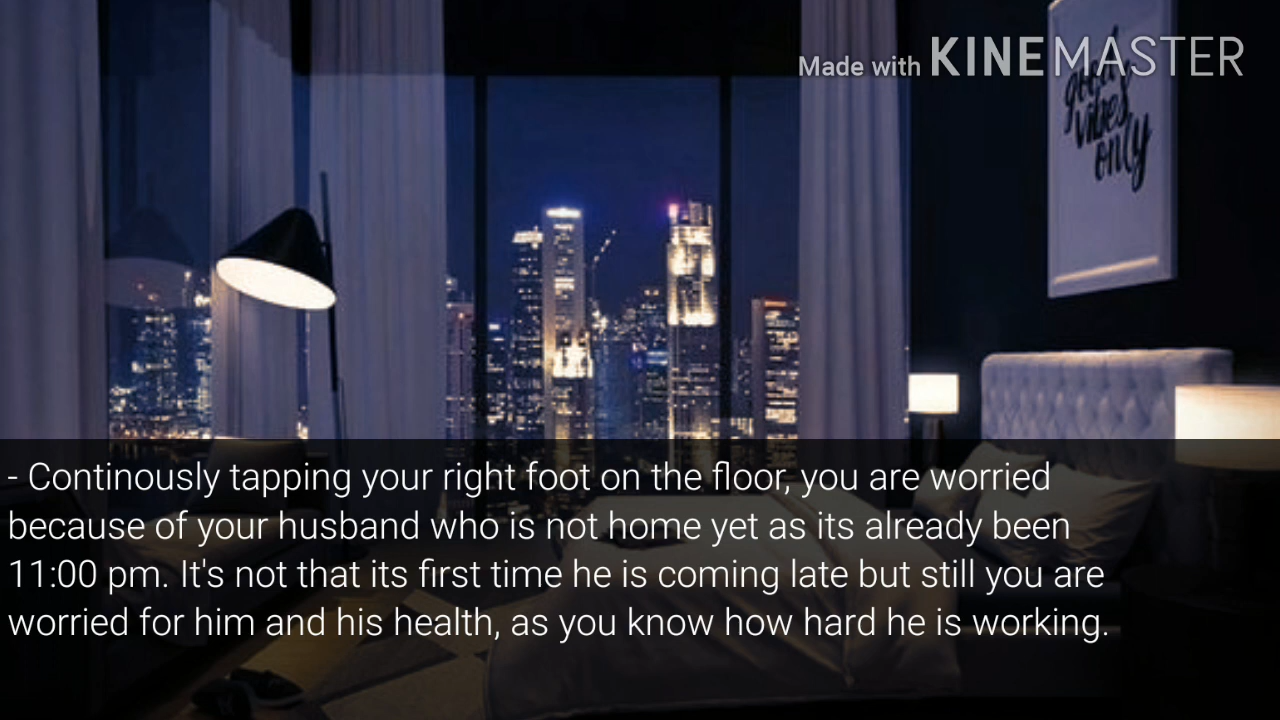 Made with KINEMASTER
good
vibes
only
- Continously tapping your right foot on the floor, you are worried
because of your husband who is not home yet as its already been
11:00 pm. It's not that its first time he is coming late but still you are
worried for him and his health, as you know how hard he is working.